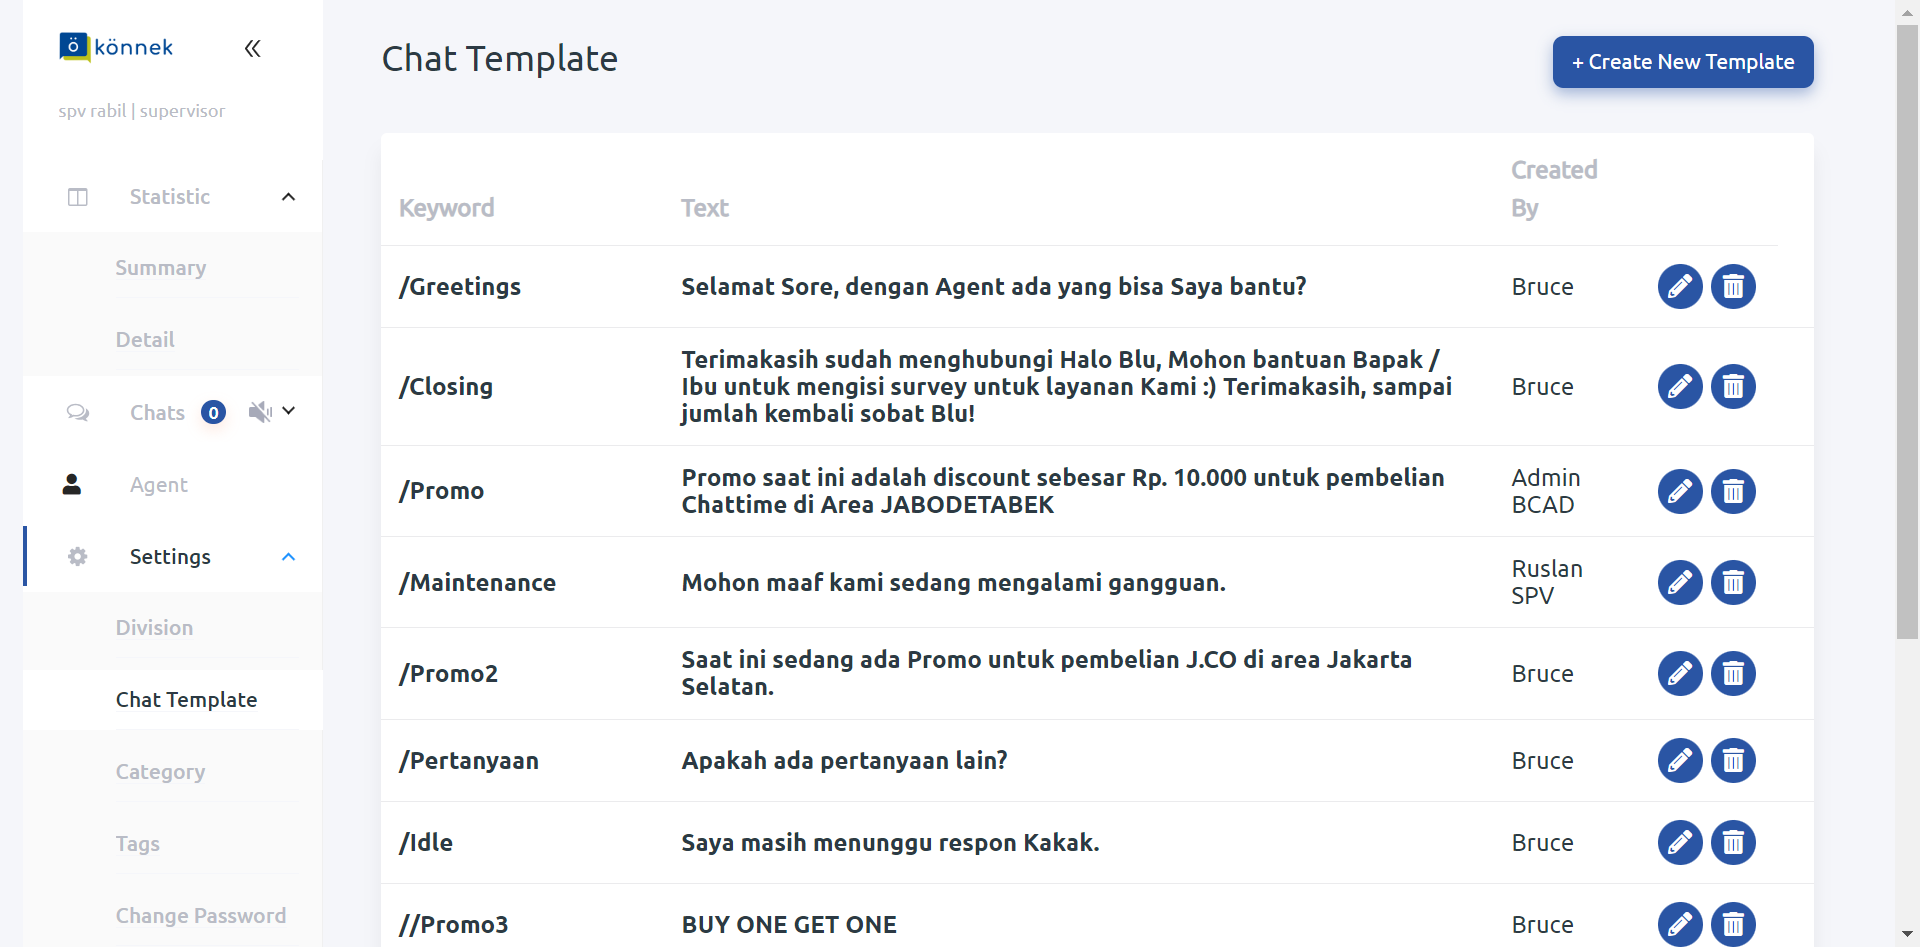 ö könnek
spv rabil | supervisor
Statistic
Summary
Detail
Chats 0
Agent
Settings
Division
Chat Template
Category
Tags
Change Password
Chat Template
+ Create New Template
Keyword Text Created
By
/Greetings Selamat Sore, dengan Agent ada yang bisa Saya bantu? Bruce
/Closing Terimakasih sudah menghubungi Halo Blu, Mohon bantuan Bapak /
Ibu untuk mengisi survey untuk layanan Kami :) Terimakasih, sampai
jumlah kembali sobat Blu! Bruce
/Promo Promo saat ini adalah discount sebesar Rp. 10.000 untuk pembelian
Chattime di Area JABODETABEK Admin
BCAD
/Maintenance Mohon maaf kami sedang mengalami gangguan. Ruslan
SPV
/Promo2 Saat ini sedang ada Promo untuk pembelian J.CO di area Jakarta
Selatan. Bruce
/Pertanyaan Apakah ada pertanyaan lain? Bruce
/Idle Saya masih menunggu respon Kakak. Bruce
//Promo3 BUY ONE GET ONE Bruce